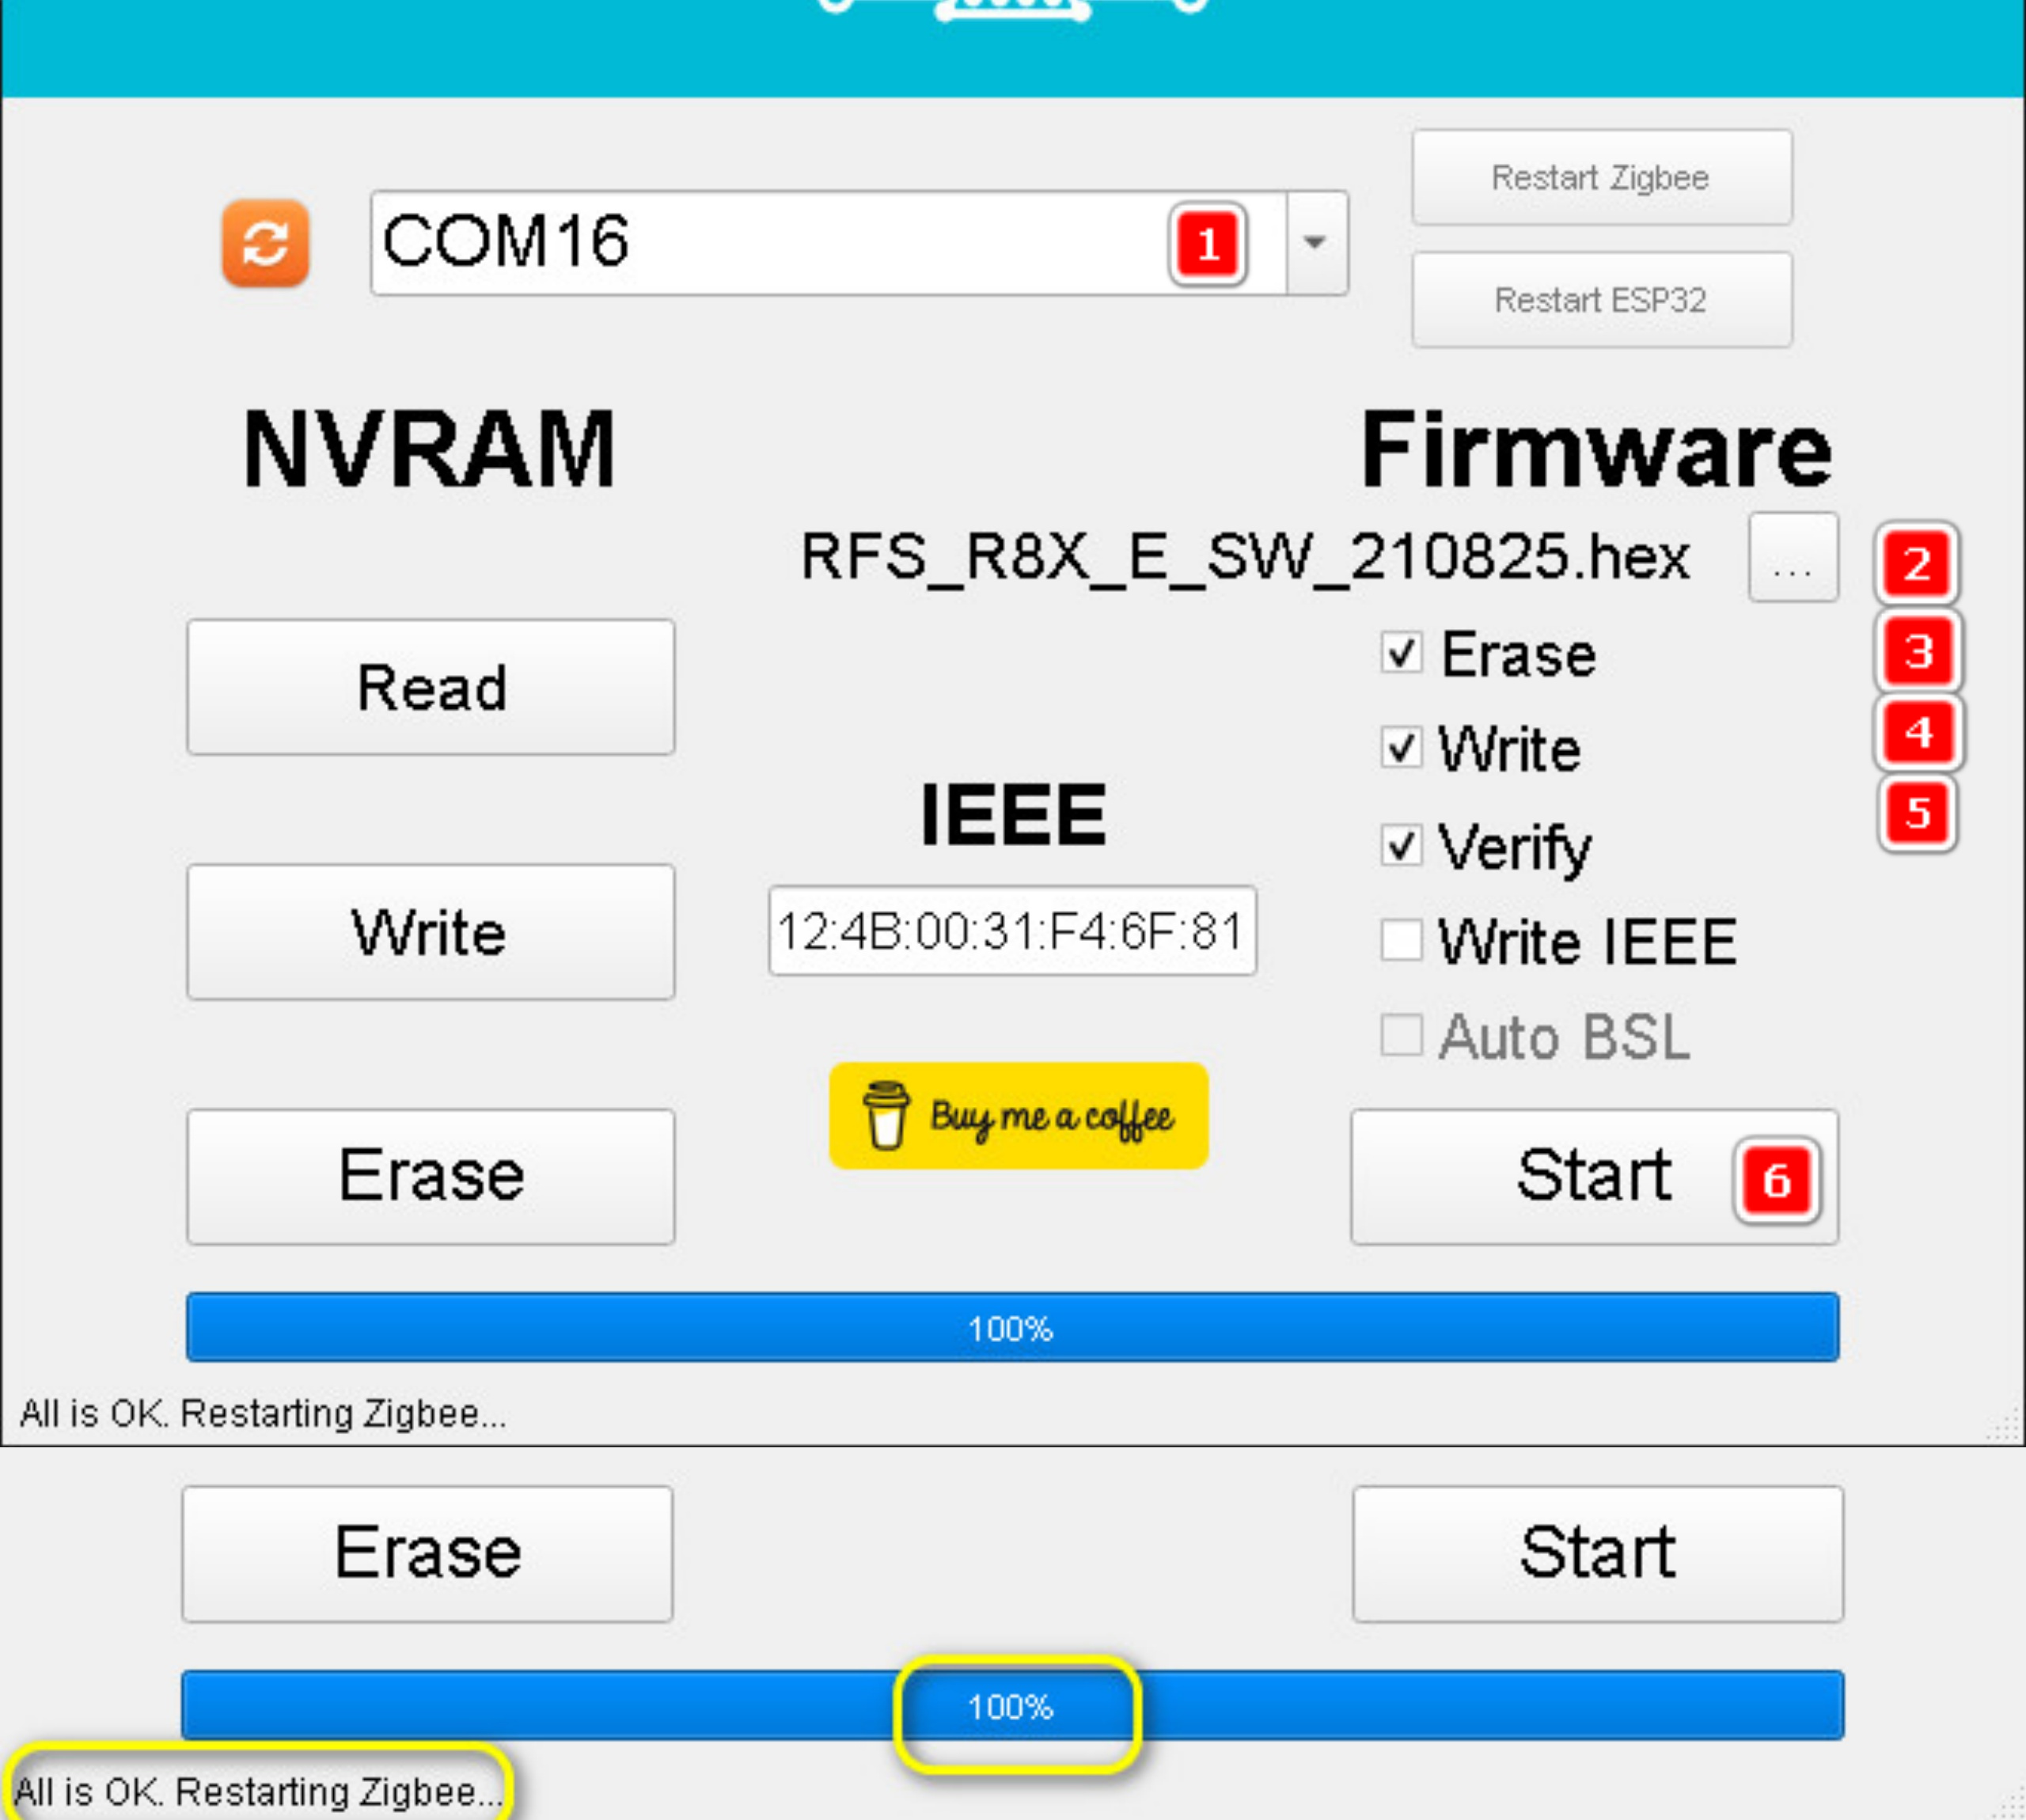 Restart Zigbee
COM16 1
Restart ESP32
NVRAM
Firmware
RFS_R8X_E_SW_210825.hex ... 2
Read
Erase 3
Write 4
IEEE
Verify 5
Write
12:4B:00:31:F4:6F:81
Write IEEE
Auto BSL
Buy me a coffee
Erase
Start 6
100%
All is OK. Restarting Zigbee...
Erase
Start
100%
All is OK. Restarting Zigbee...